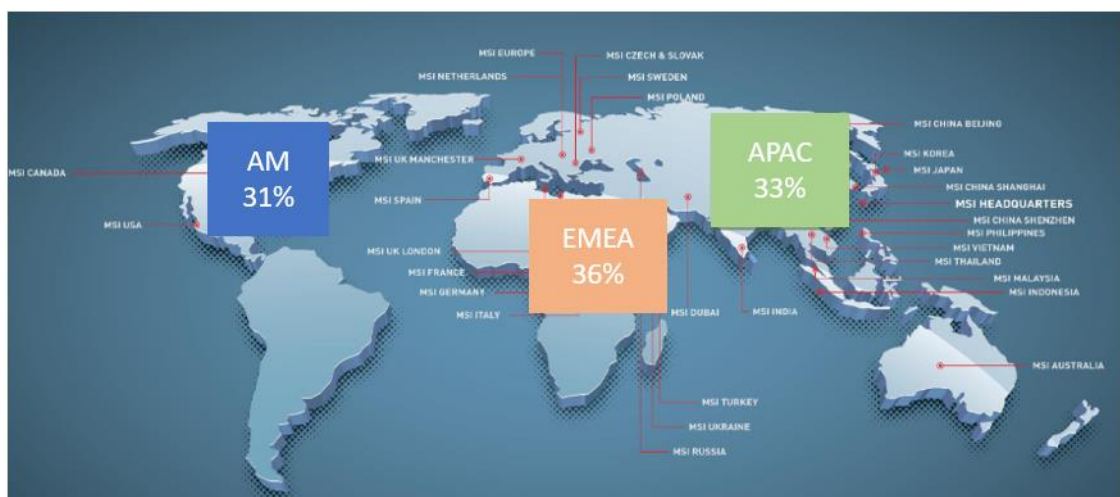 MSI EUROPE
MSI CZECH & SLOVAK
MSI NETHERLANDS
MSI SWEDEN
MSI POLAND
MSI CHINA BEIJING
AM
31%
APAC
33%
MSI UK MANCHESTER
MSI KOREA
MSI CANADA
MSI JAPAN
MSI CHINA SHANGHAI
MSI SPAIN
MSI HEADQUARTERS
MSI USA
MSI CHINA SHENZHEN
MSI PHILIPPINES
EMEA
36%
MSI UK LONDON
MSI VIETNAM
MSI THAILAND
MSI FRANCE
MSI MALAYSIA
MSI GERMANY
MSI INDONESIA
MSI ITALY
MSI DUBAI
MSI INDIA
MSI AUSTRALIA
MSI TURKEY
MSI UKRAINE
MSI RUSSIA